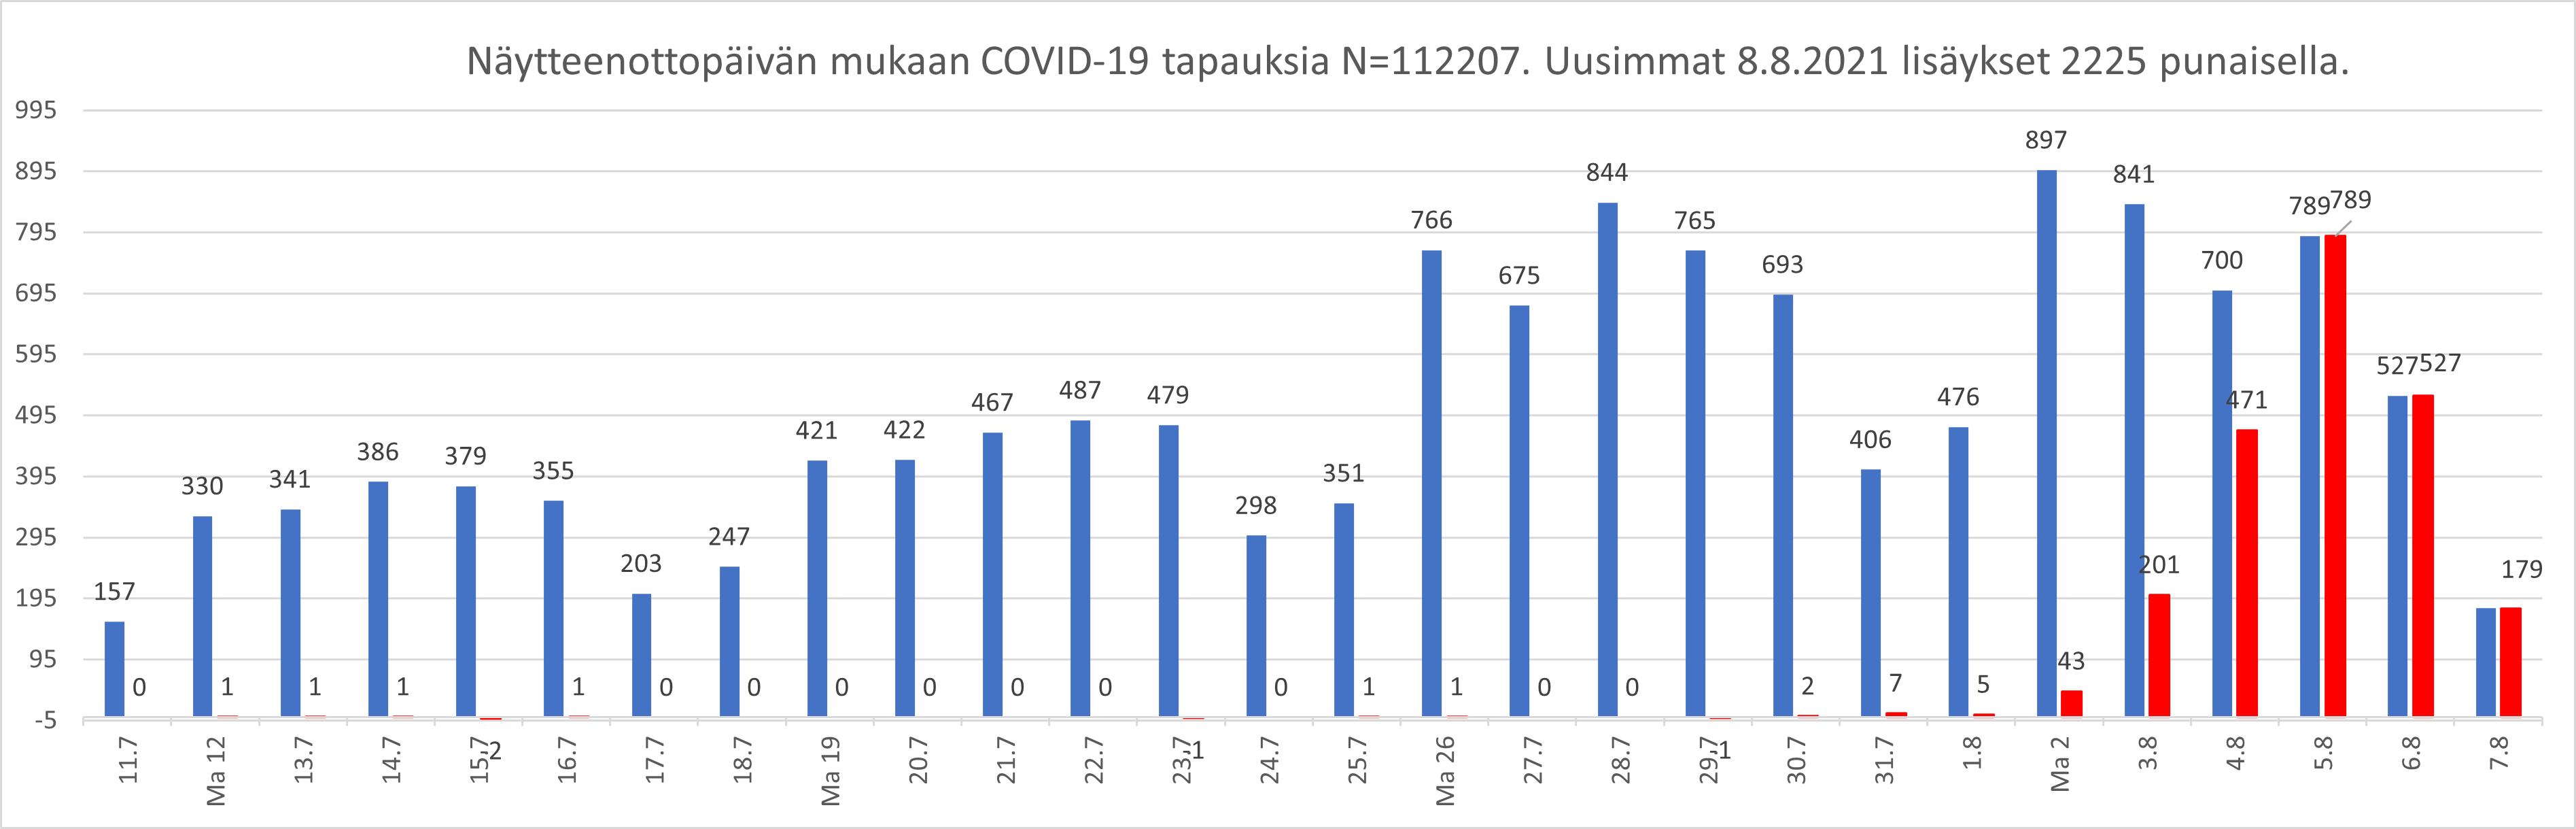 Näytteenottopäivän mukaan COVID-19 tapauksia N=112207. Uusimmat 8.8.2021 lisäykset 2225 punaisella.
995
895
795
695
595
495
395
295
195
95
-5
157 330 341 386 379 355 203 247 421 422 467 487 479 298 351 766 675 844 765 693 406 476 897 841 700 789 527
0 1 1 1 -2 1 0 0 0 0 0 0 -1 0 1 1 0 0 -1 2 7 5 43 201 471 789 527 179
11.7 Ma 12 13.7 14.7 15.7 16.7 17.7 18.7 Ma 19 20.7 21.7 22.7 23.7 24.7 25.7 Ma 26 27.7 28.7 29.7 30.7 31.7 1.8 Ma 2 3.8 4.8 5.8 6.8 7.8